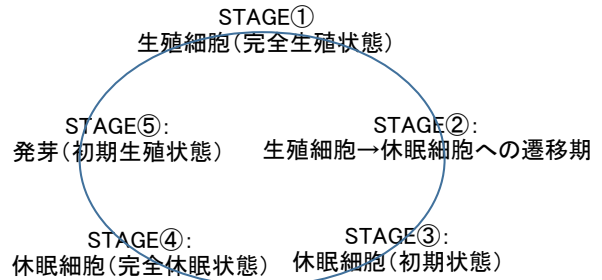 STAGE①
生殖細胞(完全生殖状態)
STAGE⑤:
発芽(初期生殖状態)
STAGE②:
生殖細胞→休眠細胞への遷移期
STAGE④:
休眠細胞(完全休眠状態)
STAGE③:
休眠細胞(初期状態)